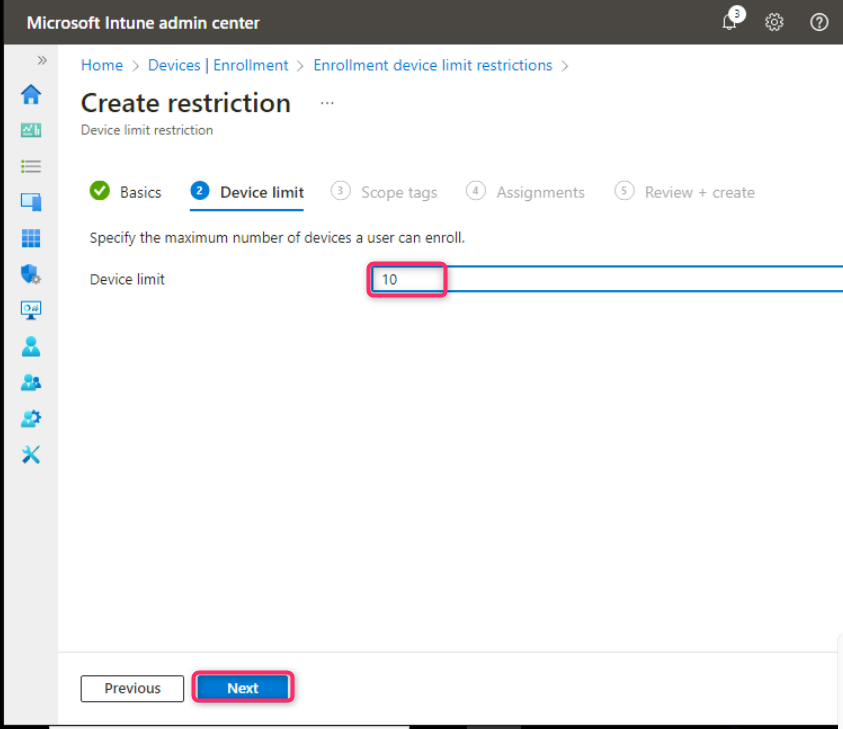 Microsoft Intune admin center
3
»
Home > Devices | Enrollment > Enrollment device limit restrictions >
Create restriction ...
Device limit restriction
Basics 2 Device limit 3 Scope tags 4 Assignments 5 Review + create
Specify the maximum number of devices a user can enroll.
Device limit 10
Previous Next